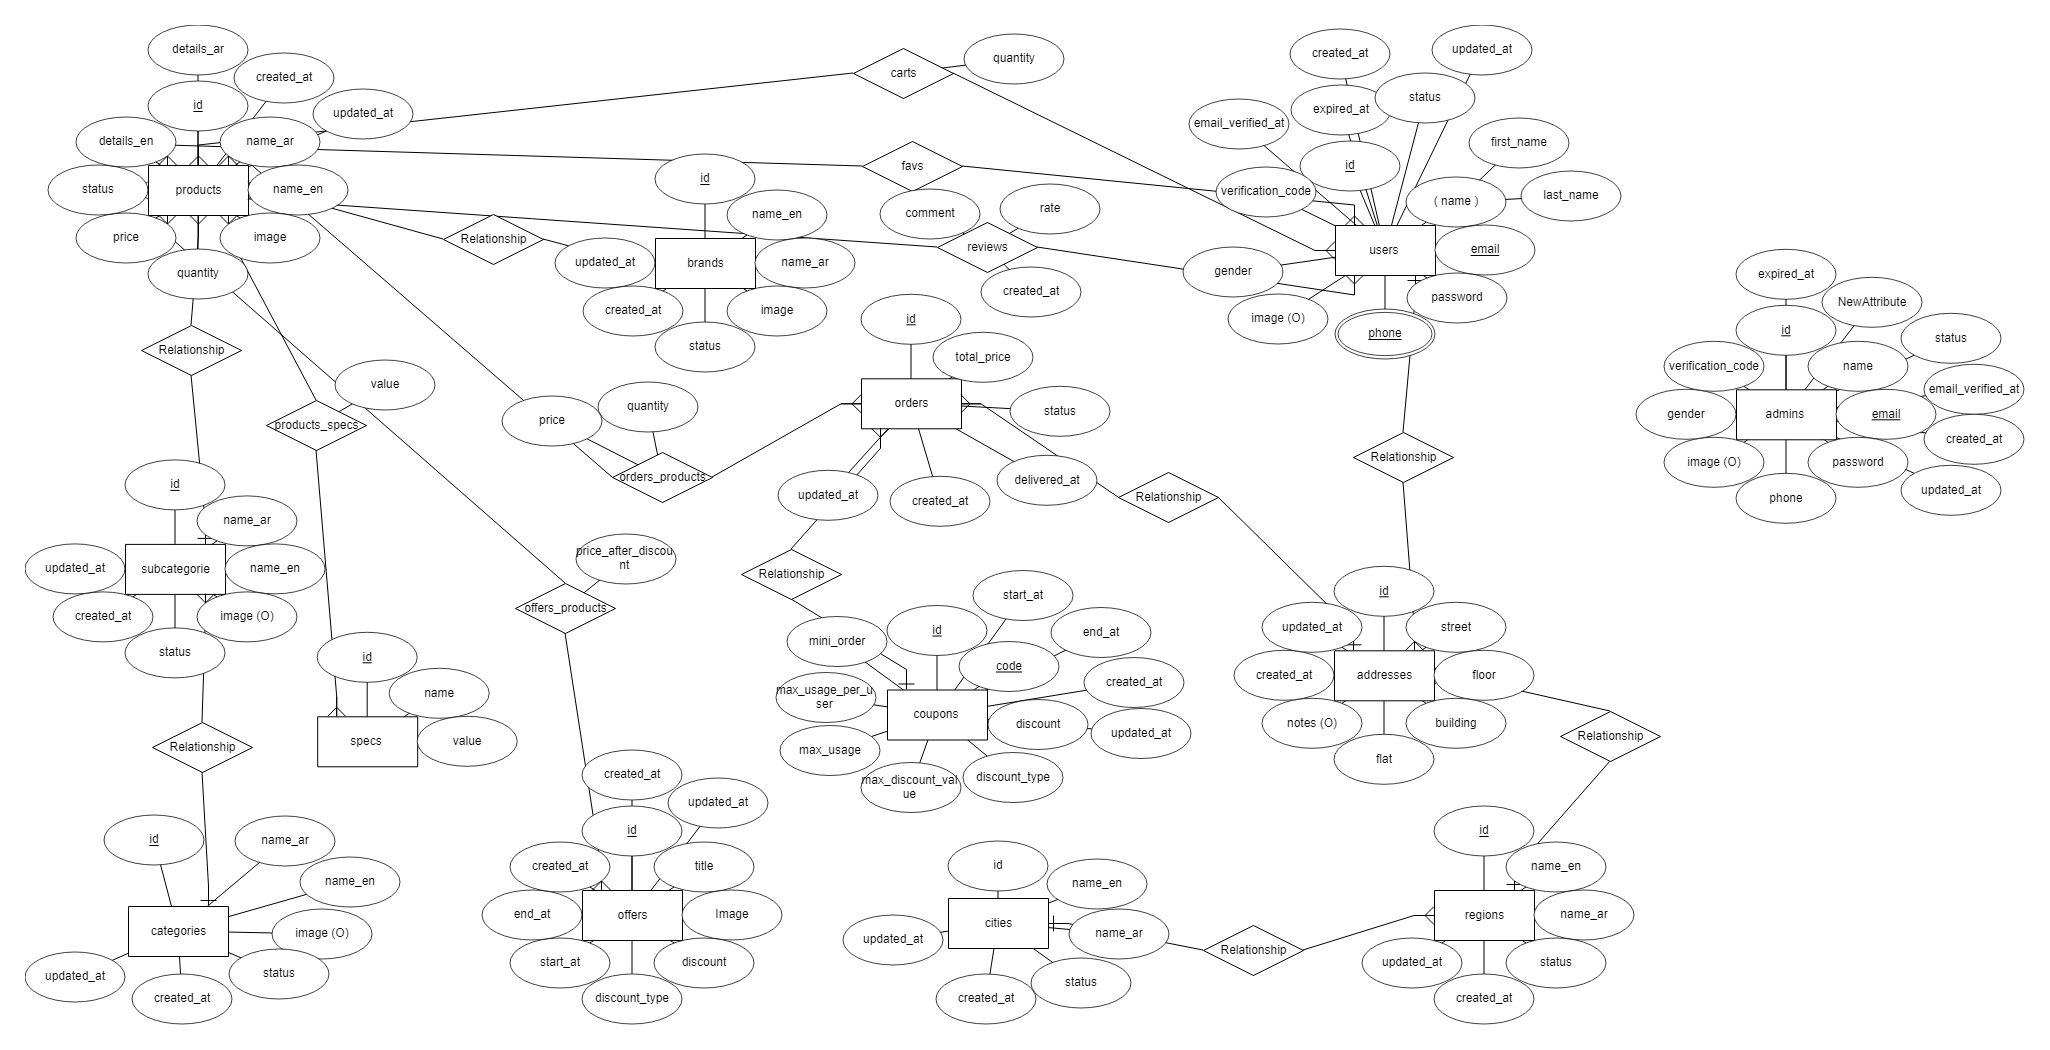 details_ar
created_at
id
updated_at
details_en
name_ar
status
products
name_en
price
image
quantity
carts
quantity
favs
comment
rate
reviews
created_at
Relationship
id
name_en
updated_at
brands
name_ar
created_at
image
status
created_at
updated_at
expired_at
status
email_verified_at
first_name
id
verification_code
( name )
last_name
users
email
gender
password
image (O)
phone
expired_at
NewAttribute
id
status
verification_code
name
email_verified_at
gender
admins
email
created_at
image (O)
password
updated_at
phone
Relationship
value
products_specs
price
quantity
orders_products
id
total_price
orders
status
updated_at
created_at
delivered_at
Relationship
Relationship
id
name_ar
updated_at
subcategorie
name_en
created_at
image (O)
status
price_after_discou
nt
offers_products
Relationship
start_at
id
end_at
mini_order
code
max_usage_per_u
ser
created_at
coupons
discount
updated_at
max_usage
max_discount_val
ue
discount_type
id
updated_at
street
created_at
addresses
floor
notes (O)
building
flat
Relationship
id
name
specs
value
Relationship
id
name_ar
name_en
categories
image (O)
updated_at
status
created_at
created_at
updated_at
id
created_at
title
end_at
offers
Image
start_at
discount
discount_type
id
name_en
cities
name_ar
updated_at
status
created_at
Relationship
id
name_en
regions
name_ar
updated_at
status
created_at